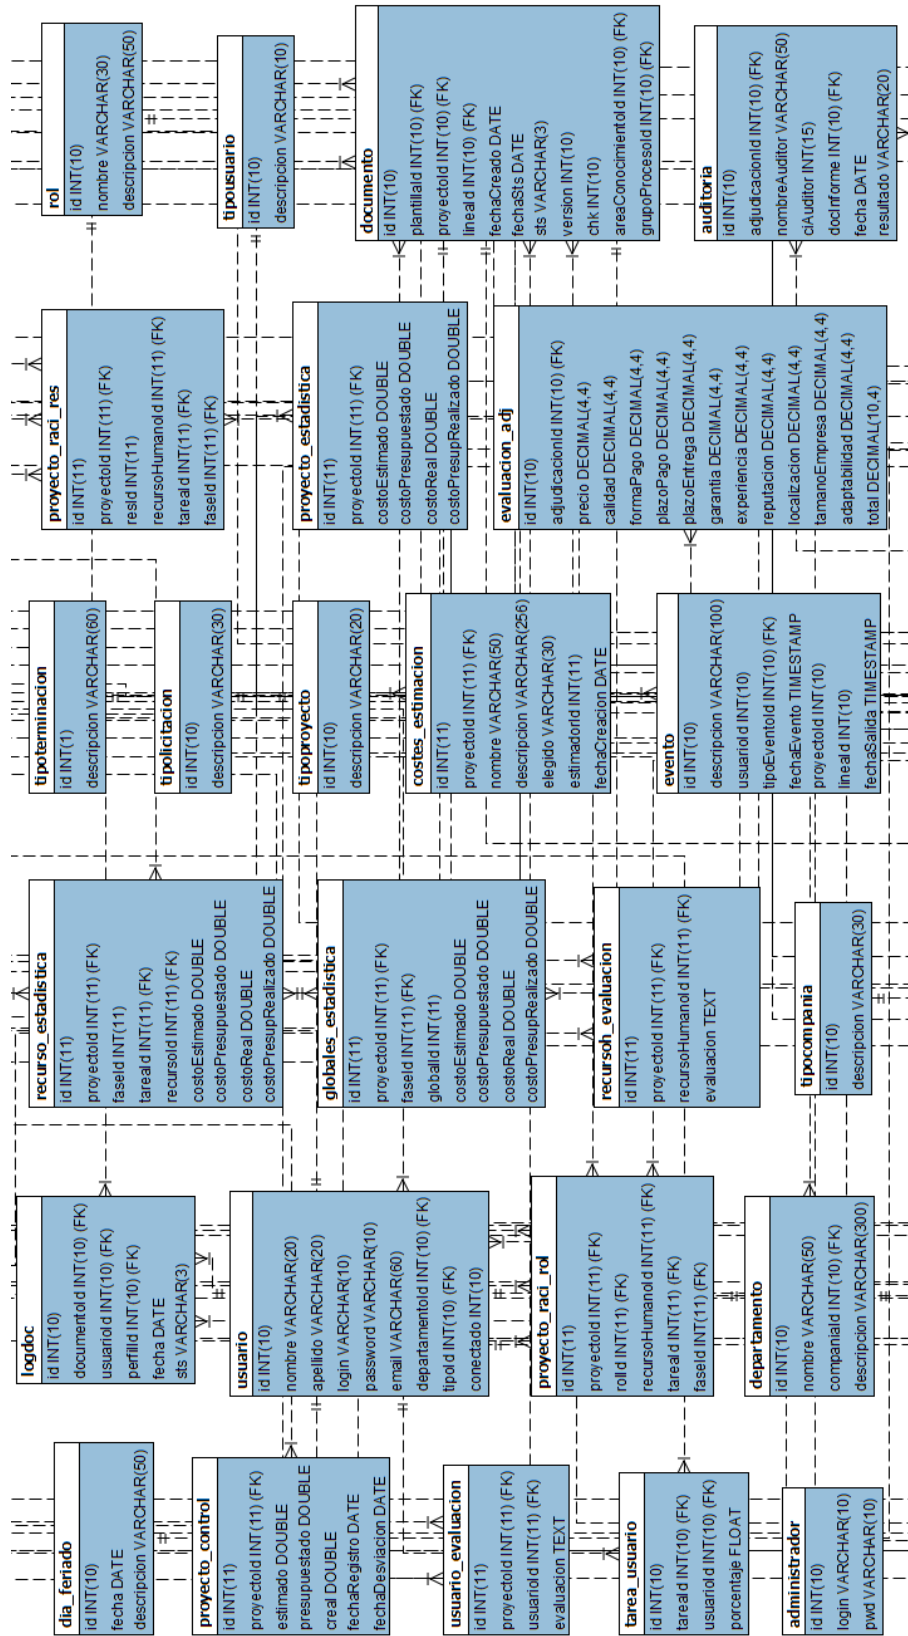 dia_feriado
id INT(10)
fecha DATE
descripcion VARCHAR(50)
proyecto_control
id INT(11)
proyectoId INT(11) (FK)
estimado DOUBLE
presupuestado DOUBLE
creal DOUBLE
fechaRegistro DATE
fechaDesviacion DATE
usuario_evaluacion
id INT(11)
proyectoId INT(11) (FK)
usuarioId INT(11) (FK)
evaluacion TEXT
tarea_usuario
id INT(10)
tareaId INT(10) (FK)
usuarioId INT(10) (FK)
porcentaje FLOAT
administrador
id INT(10)
login VARCHAR(10)
pwd VARCHAR(10)
logdoc
id INT(10)
documentoId INT(10) (FK)
usuarioId INT(10) (FK)
perfilId INT(10) (FK)
fecha DATE
sts VARCHAR(3)
usuario
id INT(10)
nombre VARCHAR(20)
apellido VARCHAR(20)
login VARCHAR(10)
password VARCHAR(10)
email VARCHAR(60)
departamentoId INT(10) (FK)
tipoId INT(10) (FK)
conectado INT(10)
proyecto_raci_rol
id INT(11)
proyectoId INT(11) (FK)
rolId INT(11) (FK)
recursoHumanoId INT(11) (FK)
tareaId INT(11) (FK)
faseId INT(11) (FK)
departamento
id INT(10)
nombre VARCHAR(50)
companiaId INT(10) (FK)
descripcion VARCHAR(300)
recurso_estadistica
id INT(11)
proyectoId INT(11) (FK)
faseId INT(11)
tareaId INT(11) (FK)
recursoId INT(11) (FK)
costoEstimado DOUBLE
costoPresupuestado DOUBLE
costoReal DOUBLE
costoPresupRealizado DOUBLE
globales_estadistica
id INT(11)
proyectoId INT(11) (FK)
faseId INT(11) (FK)
globalId INT(11)
costoEstimado DOUBLE
costoPresupuestado DOUBLE
costoReal DOUBLE
costoPresupRealizado DOUBLE
recursoh_evaluacion
id INT(11)
proyectoId INT(11) (FK)
recursoHumanoId INT(11) (FK)
evaluacion TEXT
tipocompania
id INT(10)
descripcion VARCHAR(30)
tipoterminacion
id INT(1)
descripcion VARCHAR(60)
tipolicitacion
id INT(10)
descripcion VARCHAR(30)
tipoproyecto
id INT(10)
descripcion VARCHAR(20)
costes_estimacion
id INT(11)
proyectoId INT(11) (FK)
nombre VARCHAR(50)
descripcion VARCHAR(256)
elegido VARCHAR(30)
estimadorId INT(11)
fechaCreacion DATE
evento
id INT(10)
descripcion VARCHAR(100)
usuarioId INT(10)
tipoEventoId INT(10) (FK)
fechaEvento TIMESTAMP
proyectoId INT(10)
lineaId INT(10)
fechaSalida TIMESTAMP
proyecto_raci_res
id INT(11)
proyectoId INT(11) (FK)
resId INT(11)
recursoHumanoId INT(11) (FK)
tareaId INT(11) (FK)
faseId INT(11) (FK)
proyecto_estadistica
id INT(11)
proyectoId INT(11) (FK)
costoEstimado DOUBLE
costoPresupuestado DOUBLE
costoReal DOUBLE
costoPresupRealizado DOUBLE
evaluacion_adj
id INT(10)
adjudicacionId INT(10) (FK)
precio DECIMAL(4,4)
calidad DECIMAL(4,4)
formaPago DECIMAL(4,4)
plazoPago DECIMAL(4,4)
plazoEntrega DECIMAL(4,4)
garantia DECIMAL(4,4)
experiencia DECIMAL(4,4)
reputacion DECIMAL(4,4)
localizacion DECIMAL(4,4)
tamanoEmpresa DECIMAL(4,4)
adaptabilidad DECIMAL(4,4)
total DECIMAL(10,4)
rol
id INT(10)
nombre VARCHAR(30)
descripcion VARCHAR(50)
tipousuario
id INT(10)
descripcion VARCHAR(10)
documento
id INT(10)
plantillaId INT(10) (FK)
proyectoId INT(10) (FK)
lineaId INT(10) (FK)
fechaCreado DATE
fechaSts DATE
sts VARCHAR(3)
version INT(10)
chk INT(10)
areaConocimientoId INT(10) (FK)
grupoProcesoId INT(10) (FK)
auditoria
id INT(10)
adjudicacionId INT(10) (FK)
nombreAuditor VARCHAR(50)
ciAuditor INT(15)
docInforme INT(10) (FK)
fecha DATE
resultado VARCHAR(20)